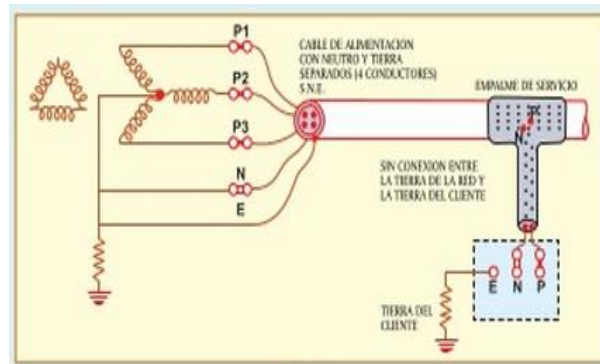 P1
P2
P3
N
E
CABLE DE ALIMENTACION
CON NEUTRO Y TIERRA
SEPARADOS (4 CONDUCTORES)
S.N.E.
EMPALME DE SERVICIO
N
SIN CONEXION ENTRE
LA TIERRA DE LA RED Y
LA TIERRA DEL CLIENTE
E N P
TIERRA DEL
CLIENTE